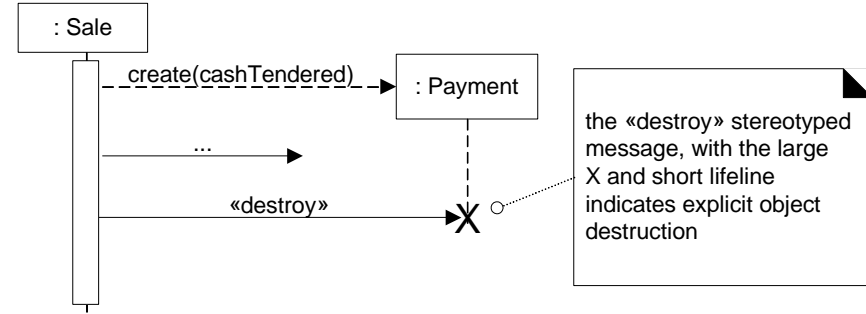 : Sale
create(cashTendered)
: Payment
...
«destroy»
X
the «destroy» stereotyped
message, with the large
X and short lifeline
indicates explicit object
destruction